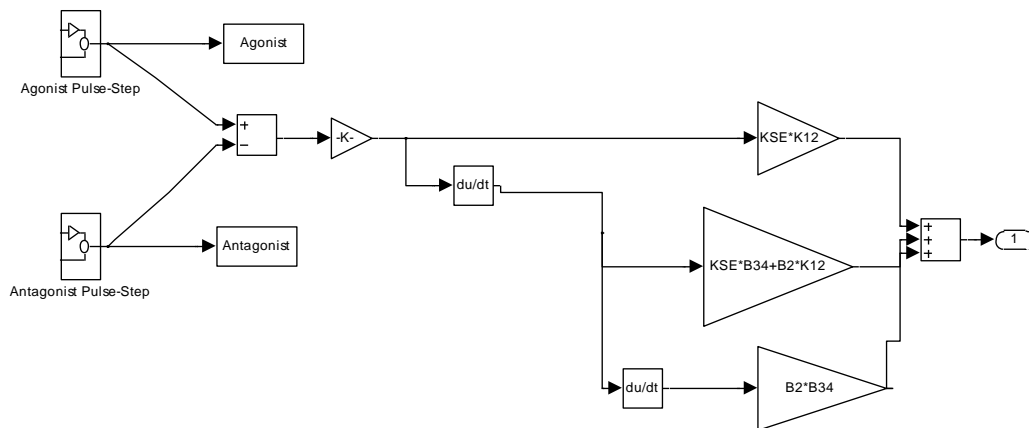 Agonist
Agonist Pulse-Step
+
−
-K-
KSE*K12
du/dt
Antagonist
Antagonist Pulse-Step
KSE*B34+B2*K12
+
+
+
1
du/dt
B2*B34